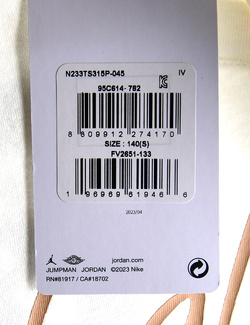 N233TS315P-045 IV
95C614-782
8 809912 274170
SIZE : 140(S)
FV2651-133
1 96969 61946 6
2023/04
JUMPMAN JORDAN
jordan.com
©2023 Nike
RN#81917 / CA#18702